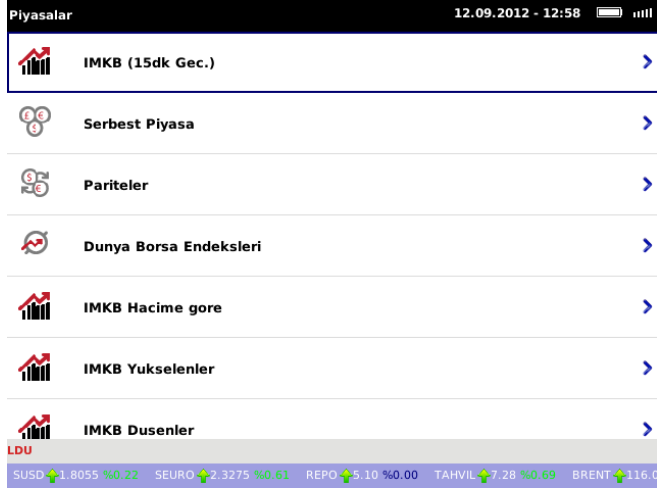 Piyasalar 12.09.2012 - 12:58
IMKB (15dk Gec.)
Serbest Piyasa
Pariteler
Dunya Borsa Endeksleri
IMKB Hacime gore
IMKB Yukselenler
IMKB Dusenler
LDU
SUSD 1.8055 %0.22 SEURO 2.3275 %0.61 REPO 5.10 %0.00 TAHVIL 7.28 %0.69 BRENT 116.0